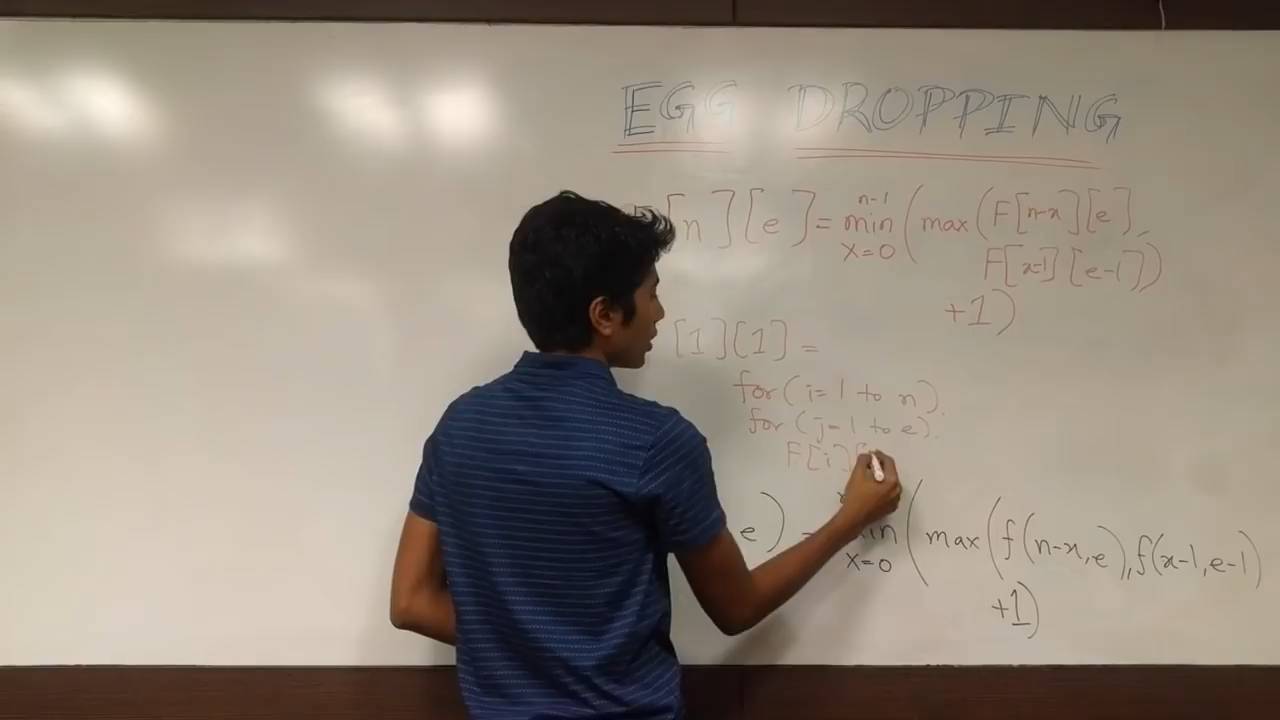 EGG DROPPING
[n][e] = min (max(F[n-x][e],
n-1
x=0
F[x-1][e-1])
+1)
[1][1] =
for (i=1 to n).
for (j=1 to e).
F[i][
e) = min (max(f(n-x,e),f(x-1,e-1)
x=0
+1)